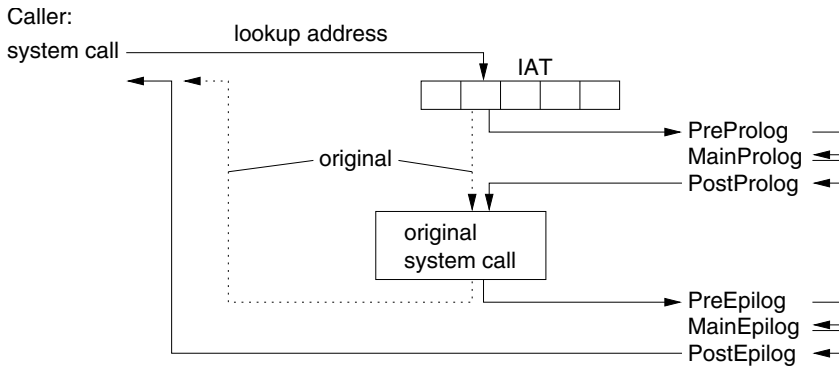 Caller:
system call
lookup address
IAT
PreProlog
MainProlog
PostProlog
original
original
system call
PreEpilog
MainEpilog
PostEpilog